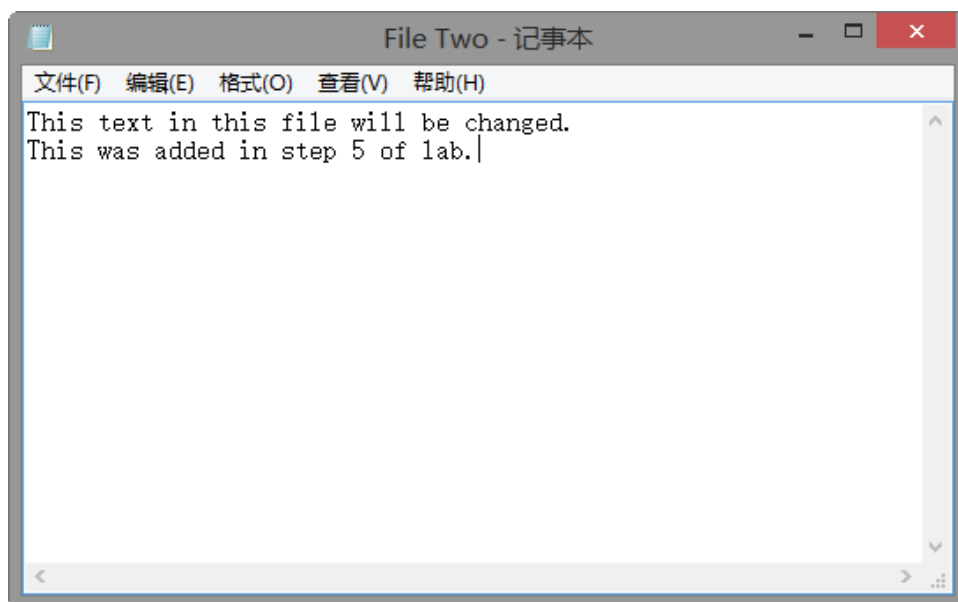 File Two - 记事本
文件(F) 编辑(E) 格式(O) 查看(V) 帮助(H)
This text in this file will be changed.
This was added in step 5 of lab.